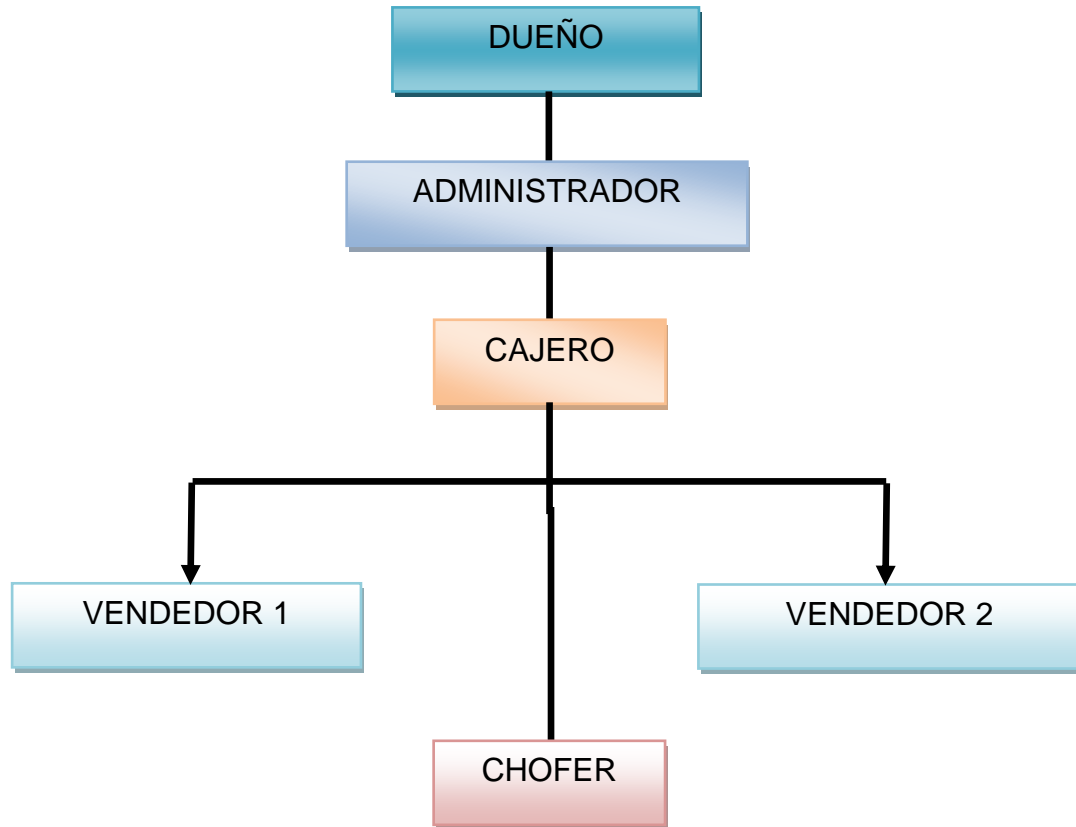 DUEÑO
ADMINISTRADOR
CAJERO
VENDEDOR 1
VENDEDOR 2
CHOFER